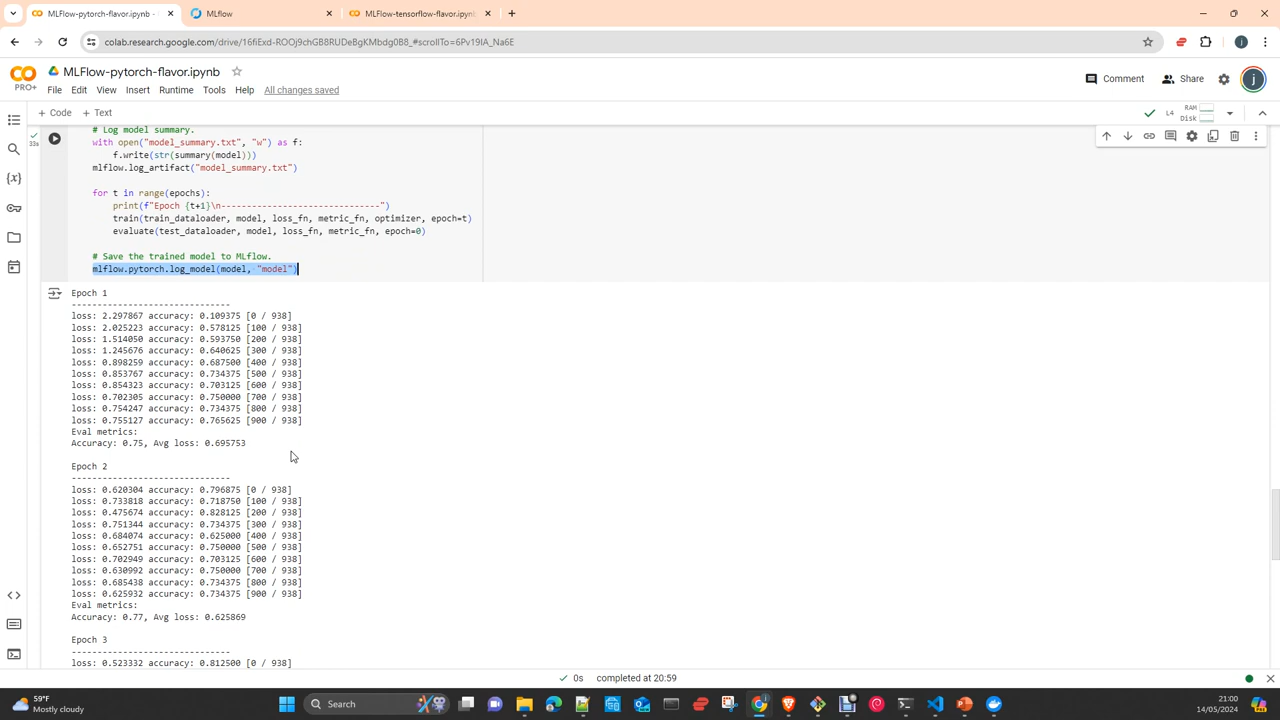 MLFlow-pytorch-flavor.ipynb -
MLflow
MLFlow-tensorflow-flavor.ipynb
colab.research.google.com/drive/16fiExd-ROOj9chGB8RUDeBgKMbdg0B8_#scrollTo=6Pv19IA_Na6E
PRO+
MLFlow-pytorch-flavor.ipynb
Comment
Share
j
File Edit View Insert Runtime Tools Help All changes saved
+ Code + Text
L4
RAM
Disk
33s
# Log model summary.
with open("model_summary.txt", "w") as f:
f.write(str(summary(model)))
mlflow.log_artifact("model_summary.txt")
for t in range(epochs):
print(f"Epoch {t+1}\n-------------------------------")
train(train_dataloader, model, loss_fn, metric_fn, optimizer, epoch=t)
evaluate(test_dataloader, model, loss_fn, metric_fn, epoch=0)
# Save the trained model to MLflow.
mlflow.pytorch.log_model(model, "model")
Epoch 1
-------------------------------
loss: 2.297867 accuracy: 0.109375 [0 / 938]
loss: 2.025223 accuracy: 0.578125 [100 / 938]
loss: 1.514050 accuracy: 0.593750 [200 / 938]
loss: 1.245676 accuracy: 0.640625 [300 / 938]
loss: 0.898259 accuracy: 0.687500 [400 / 938]
loss: 0.853767 accuracy: 0.734375 [500 / 938]
loss: 0.854323 accuracy: 0.703125 [600 / 938]
loss: 0.702305 accuracy: 0.750000 [700 / 938]
loss: 0.754247 accuracy: 0.734375 [800 / 938]
loss: 0.755127 accuracy: 0.765625 [900 / 938]
Eval metrics:
Accuracy: 0.75, Avg loss: 0.695753
Epoch 2
-------------------------------
loss: 0.620304 accuracy: 0.796875 [0 / 938]
loss: 0.733818 accuracy: 0.718750 [100 / 938]
loss: 0.475674 accuracy: 0.828125 [200 / 938]
loss: 0.751344 accuracy: 0.734375 [300 / 938]
loss: 0.684074 accuracy: 0.625000 [400 / 938]
loss: 0.652751 accuracy: 0.750000 [500 / 938]
loss: 0.702949 accuracy: 0.703125 [600 / 938]
loss: 0.630992 accuracy: 0.750000 [700 / 938]
loss: 0.685438 accuracy: 0.734375 [800 / 938]
loss: 0.625932 accuracy: 0.734375 [900 / 938]
Eval metrics:
Accuracy: 0.77, Avg loss: 0.625869
Epoch 3
-------------------------------
loss: 0.523332 accuracy: 0.812500 [0 / 938]
0s completed at 20:59
59°F
Mostly cloudy
Search
21:00
14/05/2024